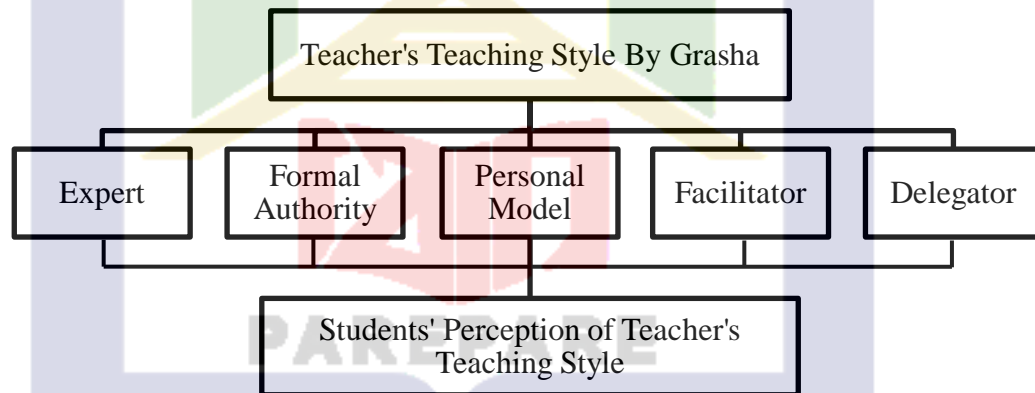 Teacher's Teaching Style By Grasha
Expert
Formal
Authority
Personal
Model
Facilitator
Delegator
Students' Perception of Teacher's
Teaching Style
PAREPARE